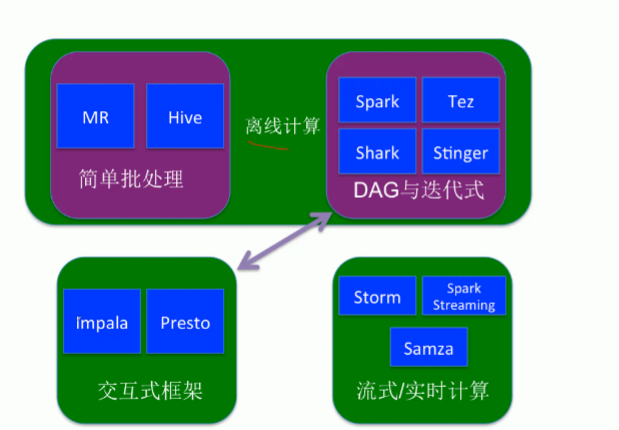 MR
Hive
简单批处理
离线计算
Spark
Tez
Shark
Stinger
DAG与迭代式
Impala
Presto
交互式框架
Storm
Spark
Streaming
Samza
流式/实时计算